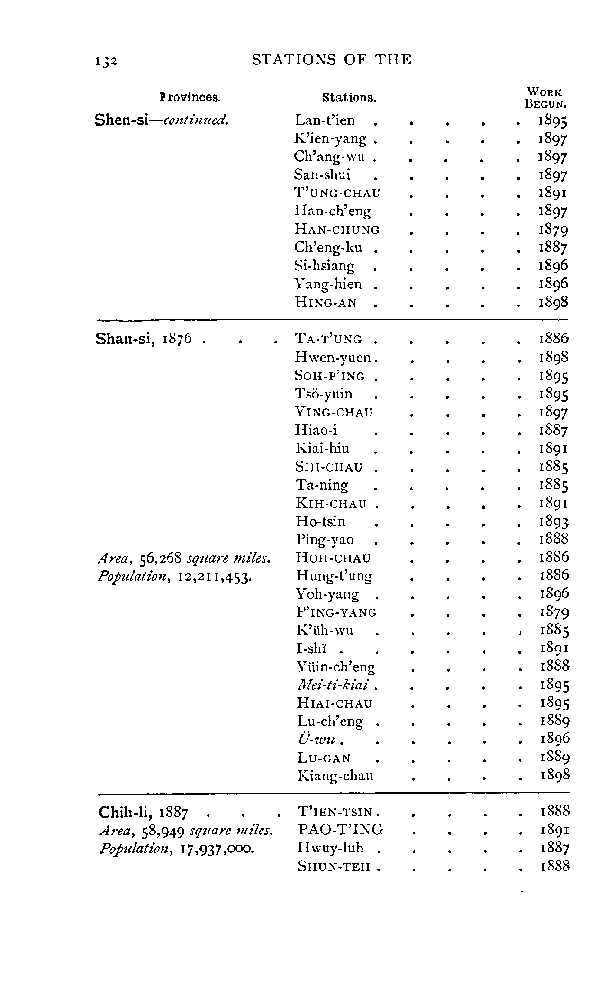 132 STATIONS OF THE
Provinces. Stations. WORK BEGUN.
Shen-si—continued. Lan-t'ien . . . . . 1895
K'ien-yang . . . . . 1897
Ch'ang-wu . . . . . 1897
San-shui . . . . . 1897
T'UNG-CHAU . . . . 1891
Han-ch'eng . . . . 1897
HAN-CHUNG . . . . 1879
Ch'eng-ku . . . . . 1887
Si-hsiang . . . . . 1896
Yang-hien . . . . . 1896
HING-AN . . . . . 1898
Shan-si, 1876 . . . TA-T'UNG . . . . . 1886
Hwen-yuen . . . . . 1898
SOH-P'ING . . . . . 1895
Tsö-yuin . . . . . 1895
YING-CHAU . . . . 1897
Hiao-i . . . . . 1887
Kiai-hiu . . . . . 1891
SIH-CHAU . . . . . 1885
Ta-ning . . . . . 1885
KIH-CHAU . . . . . 1891
Ho-tsin . . . . . 1893
Ping-yao . . . . . 1888
Area, 56,268 square miles. HOH-CHAU . . . . 1886
Population, 12,211,453. Hung-t'ung . . . . 1886
Yoh-yang . . . . . 1896
P'ING-YANG . . . . 1879
K'üh-wu . . . . . 1885
I-shï . . . . . . 1891
Yüin-ch'eng . . . . 1888
Mei-ti-kiai . . . . . 1895
HIAI-CHAU . . . . 1895
Lu-ch'eng . . . . . 1889
Ü-wu . . . . . . 1896
LU-GAN . . . . . 1889
Kiang-chau . . . . 1898
Chih-li, 1887 . . . T'IEN-TSIN . . . . . 1888
Area, 58,949 square miles. PAO-T'ING . . . . 1891
Population, 17,937,000. Hwuy-luh . . . . . 1887
SHUN-TEH . . . . . 1888